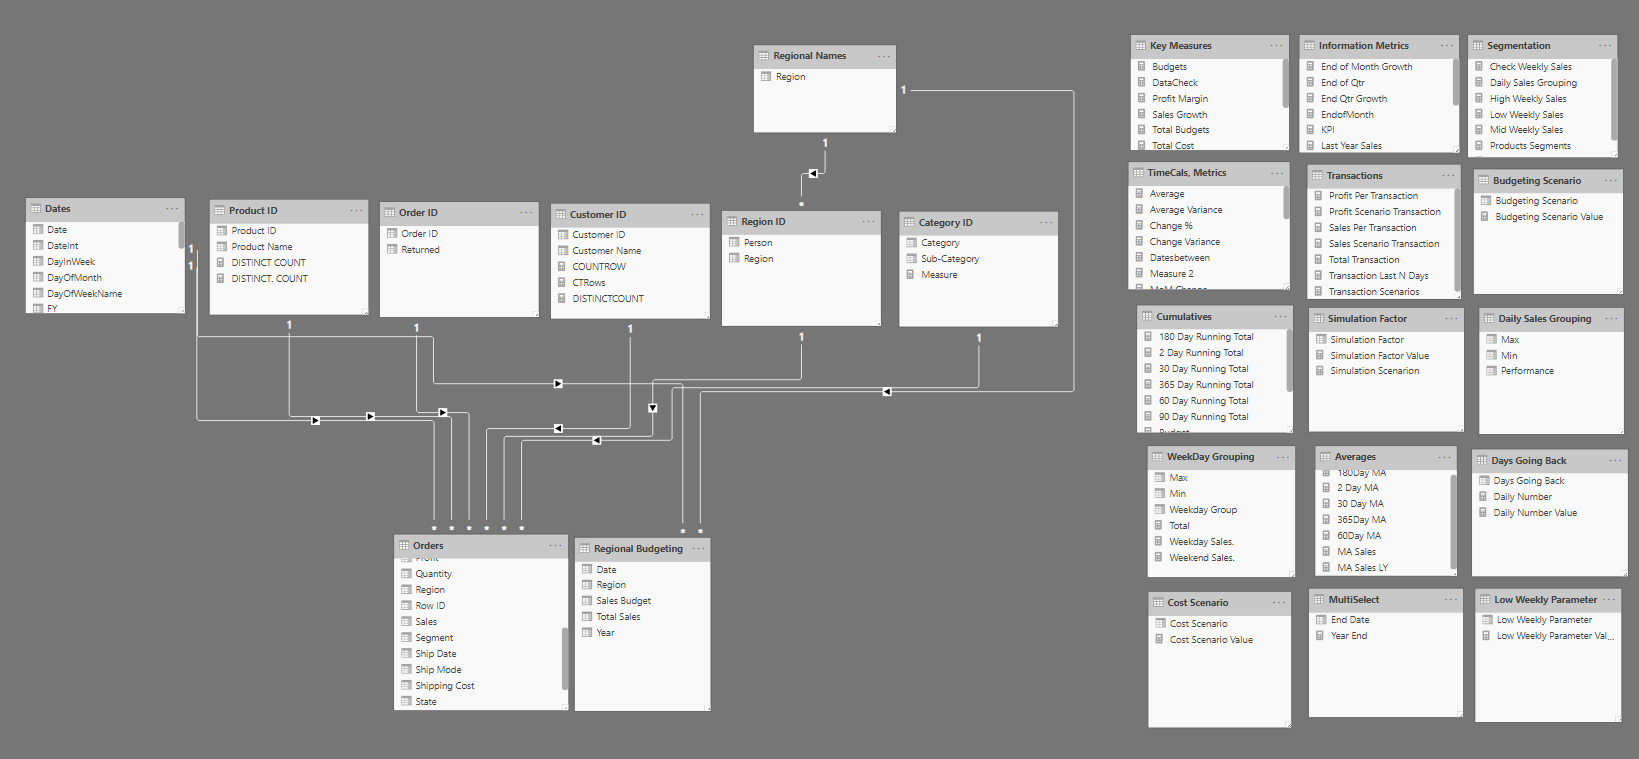 Regional Names
Region
1
1
*
Dates
Date
DateInt
DayInWeek
DayOfMonth
DayOfWeekName
FY
1
1
Product ID
Product ID
Product Name
DISTINCT COUNT
DISTINCT. COUNT
1
Order ID
Order ID
Returned
1
Customer ID
Customer ID
Customer Name
COUNTROW
CTRows
DISTINCTCOUNT
1
Region ID
Person
Region
1
Category ID
Category
Sub-Category
Measure
1
* * * * * *
* *
Orders
Profit
Quantity
Region
Row ID
Sales
Segment
Ship Date
Ship Mode
Shipping Cost
State
Regional Budgeting
Date
Region
Sales Budget
Total Sales
Year
Key Measures
Budgets
DataCheck
Profit Margin
Sales Growth
Total Budgets
Total Cost
Information Metrics
End of Month Growth
End of Qtr
End Qtr Growth
EndofMonth
KPI
Last Year Sales
Segmentation
Check Weekly Sales
Daily Sales Grouping
High Weekly Sales
Low Weekly Sales
Mid Weekly Sales
Products Segments
TimeCals, Metrics
Average
Average Variance
Change %
Change Variance
Datesbetween
Measure 2
MoM Change
Transactions
Profit Per Transaction
Profit Scenario Transaction
Sales Per Transaction
Sales Scenario Transaction
Total Transaction
Transaction Last N Days
Transaction Scenarios
Budgeting Scenario
Budgeting Scenario
Budgeting Scenario Value
Cumulatives
180 Day Running Total
2 Day Running Total
30 Day Running Total
365 Day Running Total
60 Day Running Total
90 Day Running Total
Budget
Simulation Factor
Simulation Factor
Simulation Factor Value
Simulation Scenarion
Daily Sales Grouping
Max
Min
Performance
WeekDay Grouping
Max
Min
Weekday Group
Total
Weekday Sales.
Weekend Sales.
Averages
180Day MA
2 Day MA
30 Day MA
365Day MA
60Day MA
MA Sales
MA Sales LY
Days Going Back
Days Going Back
Daily Number
Daily Number Value
Cost Scenario
Cost Scenario
Cost Scenario Value
MultiSelect
End Date
Year End
Low Weekly Parameter
Low Weekly Parameter
Low Weekly Parameter Val...